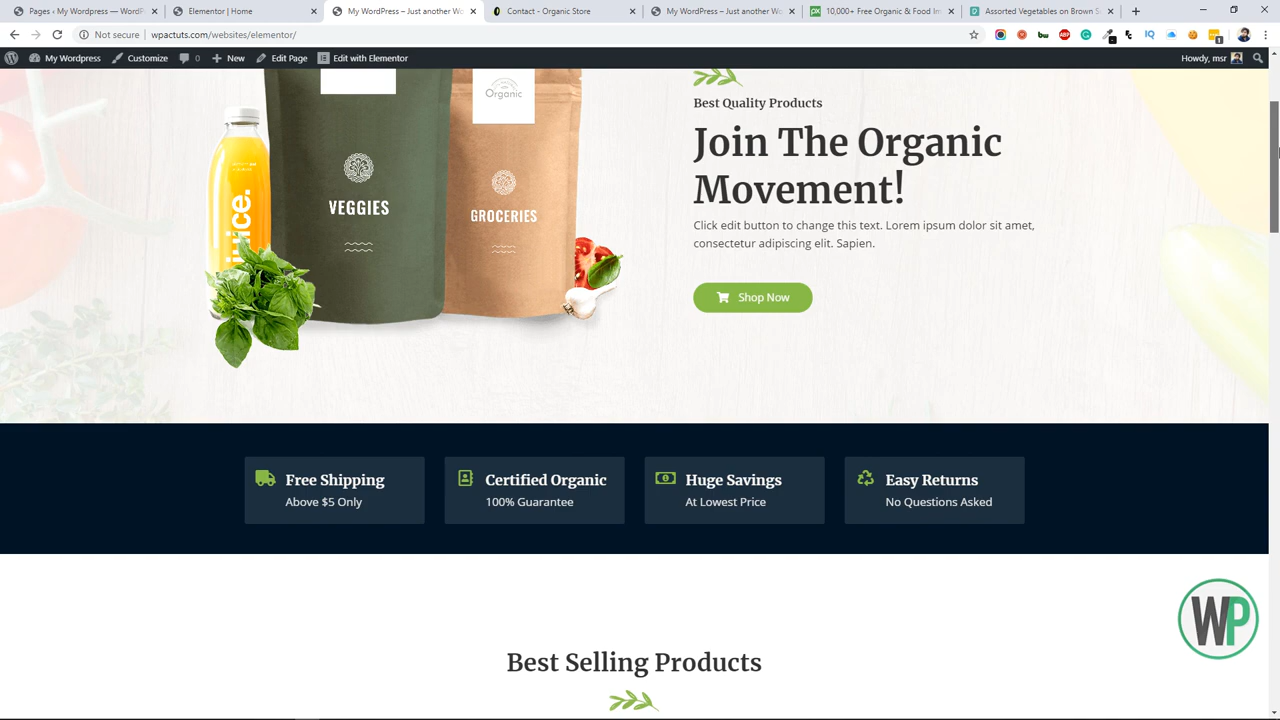 Pages ‹ My Wordpress — WordP
Elementor | Home
My WordPress – Just another Wo
Contact - Organic Store
My WordPress – Just another Wo
10,000+ Free Organic & Food Im
Assorted Vegetables on Brown S
Not secure | wpactuts.com/websites/elementor/
My Wordpress
Customize
0
New
Edit Page
Edit with Elementor
Howdy, msr
Organic
juice.
VEGGIES
GROCERIES
Best Quality Products
Join The Organic
Movement!
Click edit button to change this text. Lorem ipsum dolor sit amet,
consectetur adipiscing elit. Sapien.
Shop Now
Free Shipping
Above $5 Only
Certified Organic
100% Guarantee
Huge Savings
At Lowest Price
Easy Returns
No Questions Asked
WP
Best Selling Products